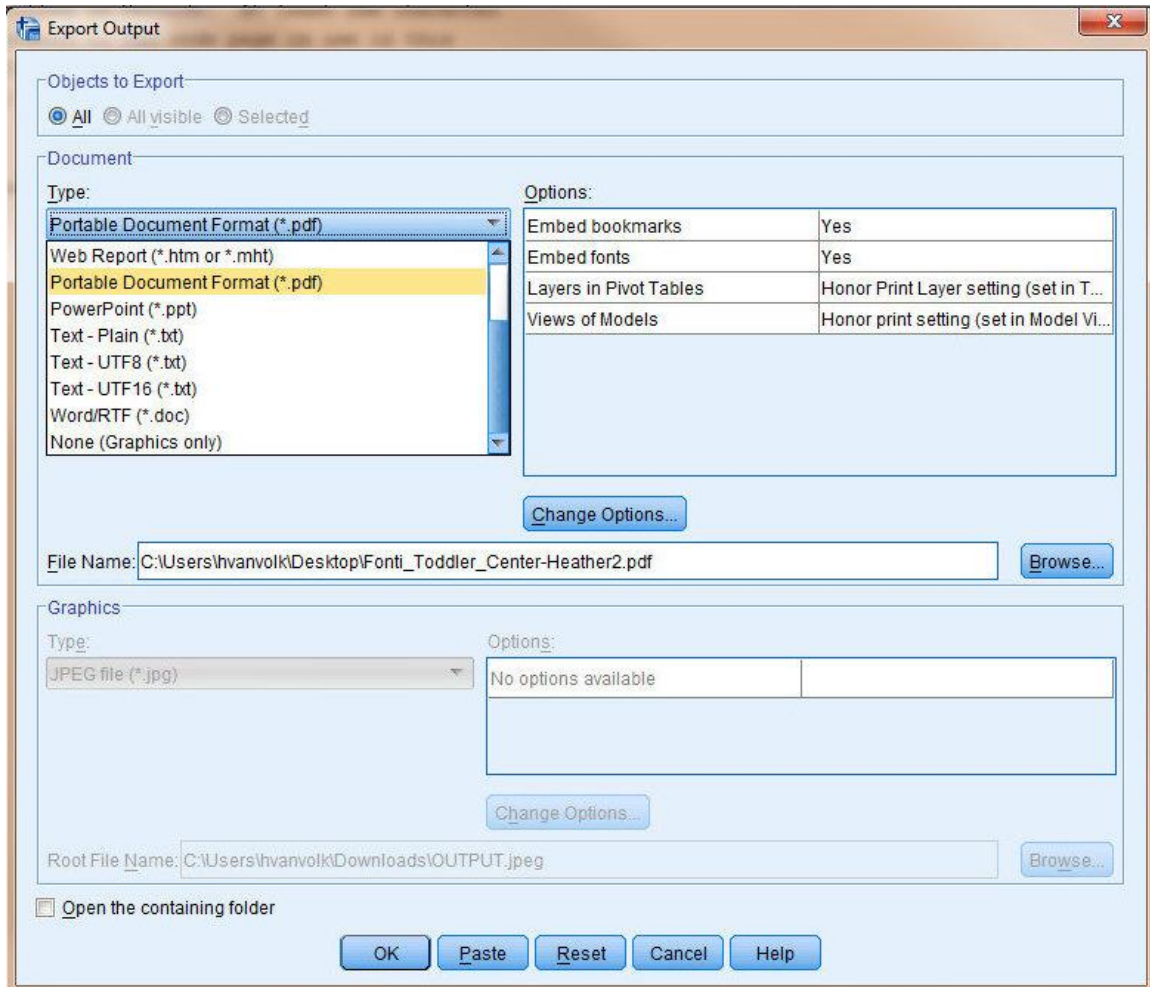 Export Output
Objects to Export
All All visible Selected
Document
Type:
Portable Document Format (*.pdf)
Web Report (*.htm or *.mht)
Portable Document Format (*.pdf)
PowerPoint (*.ppt)
Text - Plain (*.txt)
Text - UTF8 (*.txt)
Text - UTF16 (*.txt)
Word/RTF (*.doc)
None (Graphics only)
Options:
Embed bookmarks Yes
Embed fonts Yes
Layers in Pivot Tables Honor Print Layer setting (set in T...
Views of Models Honor print setting (set in Model Vi...
Change Options...
File Name: C:\Users\hvanvolk\Desktop\Fonti_Toddler_Center-Heather2.pdf Browse...
Graphics
Type:
JPEG file (*.jpg)
Options:
No options available
Change Options...
Root File Name: C:\Users\hvanvolk\Downloads\OUTPUT.jpeg Browse...
Open the containing folder
OK Paste Reset Cancel Help